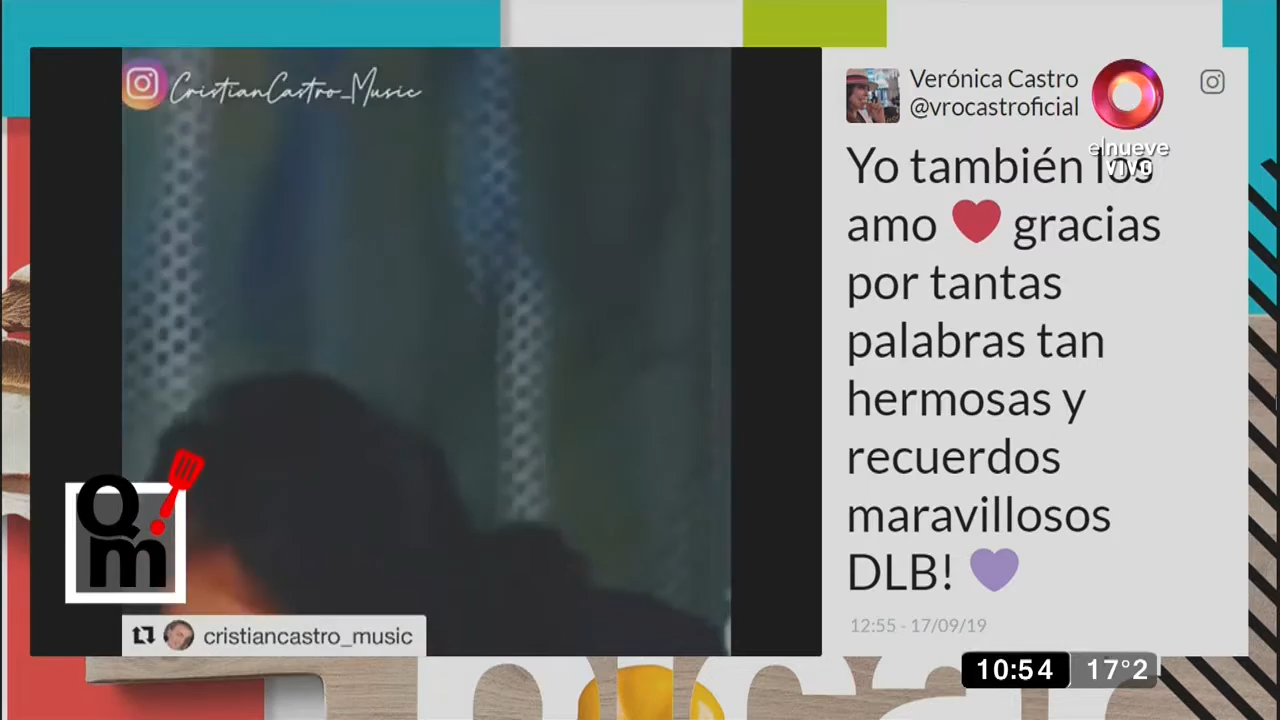 CristianCastro_Music
Verónica Castro
@vrocastroficial
elnueve
VIVO
Yo también los
amo ❤️ gracias
por tantas
palabras tan
hermosas y
recuerdos
maravillosos
DLB! 💜
12:55 - 17/09/19
Q!
m
cristiancastro_music
10:54 17°2